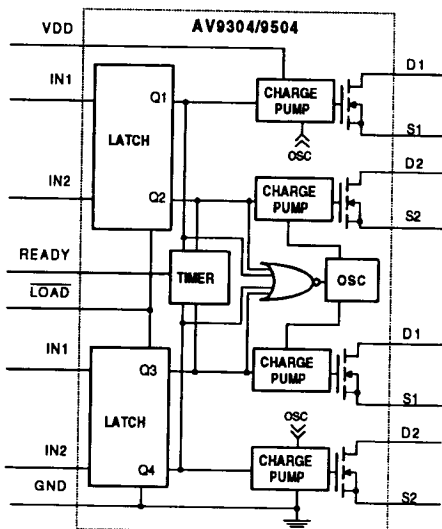 AV9304/9504
VDD
D1
IN1
Q1
CHARGE
PUMP
LATCH
S1
OSC
D2
IN2
Q2
CHARGE
PUMP
S2
READY
TIMER
OSC
LOAD
D1
IN1
Q3
CHARGE
PUMP
LATCH
S1
OSC
D2
IN2
Q4
CHARGE
PUMP
GND
S2